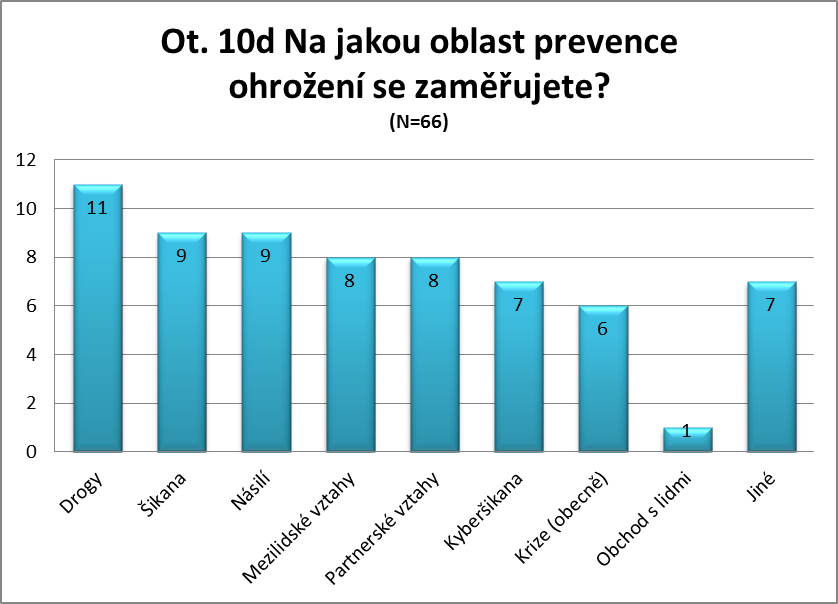 Ot. 10d Na jakou oblast prevence
ohrožení se zaměřujete?
(N=66)
12
10
8
6
4
2
0
11
9
9
8
8
7
6
1
7
Drogy
Šikana
Násilí
Mezilidské vztahy
Partnerské vztahy
Kyberšikana
Krize (obecně)
Obchod s lidmi
Jiné